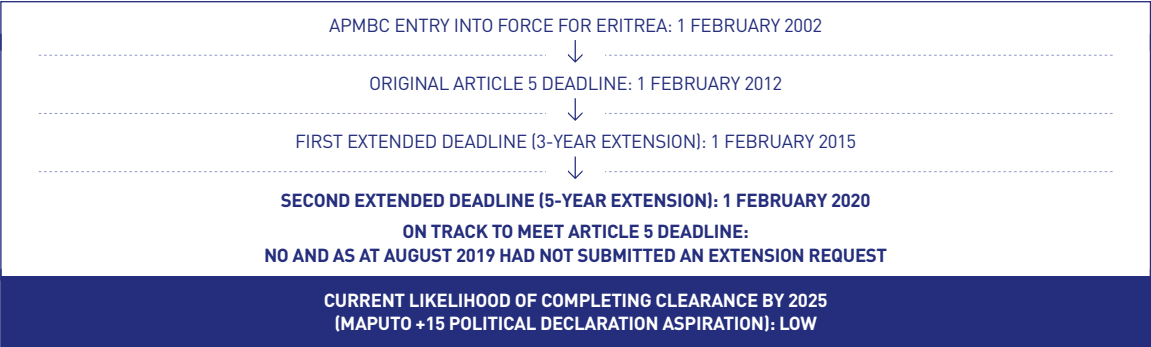 APMBC ENTRY INTO FORCE FOR ERITREA: 1 FEBRUARY 2002
ORIGINAL ARTICLE 5 DEADLINE: 1 FEBRUARY 2012
FIRST EXTENDED DEADLINE (3-YEAR EXTENSION): 1 FEBRUARY 2015
SECOND EXTENDED DEADLINE (5-YEAR EXTENSION): 1 FEBRUARY 2020
ON TRACK TO MEET ARTICLE 5 DEADLINE:
NO AND AS AT AUGUST 2019 HAD NOT SUBMITTED AN EXTENSION REQUEST
CURRENT LIKELIHOOD OF COMPLETING CLEARANCE BY 2025
(MAPUTO +15 POLITICAL DECLARATION ASPIRATION): LOW